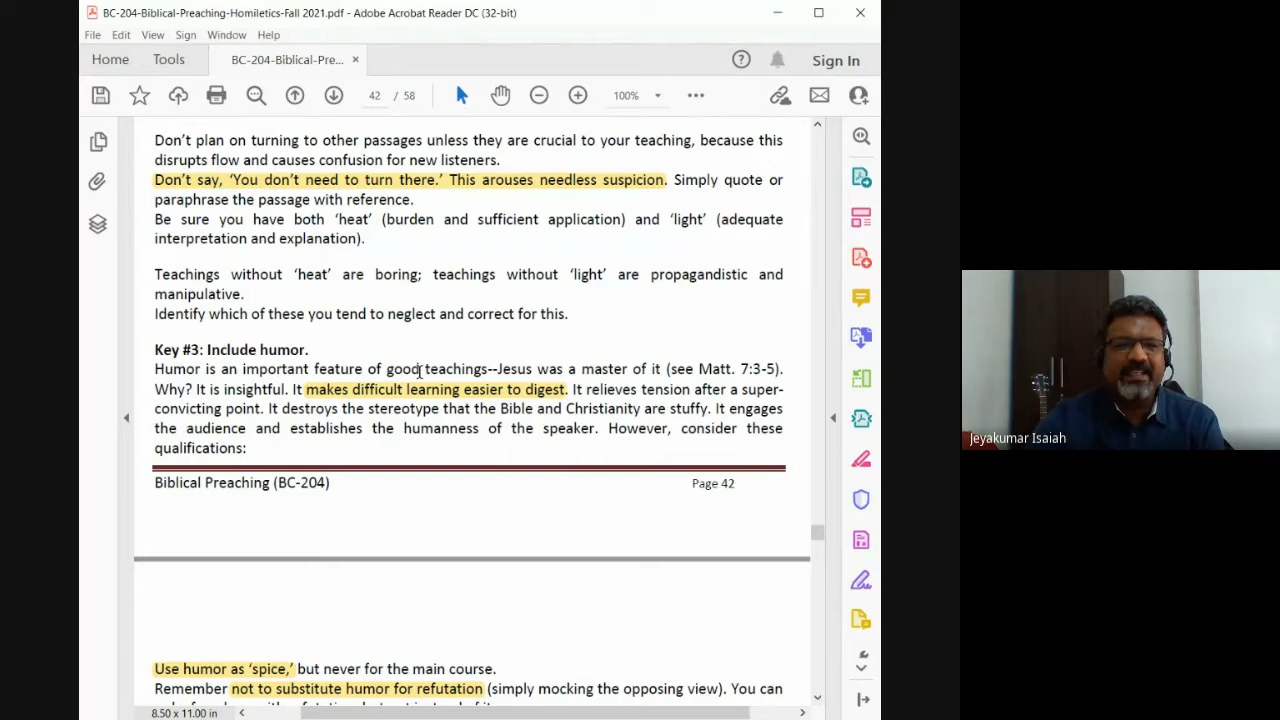 BC-204-Biblical-Preaching-Homiletics-Fall 2021.pdf - Adobe Acrobat Reader DC (32-bit)
File Edit View Sign Window Help
Home Tools BC-204-Biblical-Pre... × Sign In
42 / 58 100%
Don’t plan on turning to other passages unless they are crucial to your teaching, because this
disrupts flow and causes confusion for new listeners.
Don’t say, ‘You don’t need to turn there.’ This arouses needless suspicion. Simply quote or
paraphrase the passage with reference.
Be sure you have both ‘heat’ (burden and sufficient application) and ‘light’ (adequate
interpretation and explanation).
Teachings without ‘heat’ are boring; teachings without ‘light’ are propagandistic and
manipulative.
Identify which of these you tend to neglect and correct for this.
Key #3: Include humor.
Humor is an important feature of good teachings--Jesus was a master of it (see Matt. 7:3-5).
Why? It is insightful. It makes difficult learning easier to digest. It relieves tension after a super-
convicting point. It destroys the stereotype that the Bible and Christianity are stuffy. It engages
the audience and establishes the humanness of the speaker. However, consider these
qualifications:
Biblical Preaching (BC-204) Page 42
Use humor as ‘spice,’ but never for the main course.
Remember not to substitute humor for refutation (simply mocking the opposing view). You can
8.50 x 11.00 in
Jeyakumar Isaiah